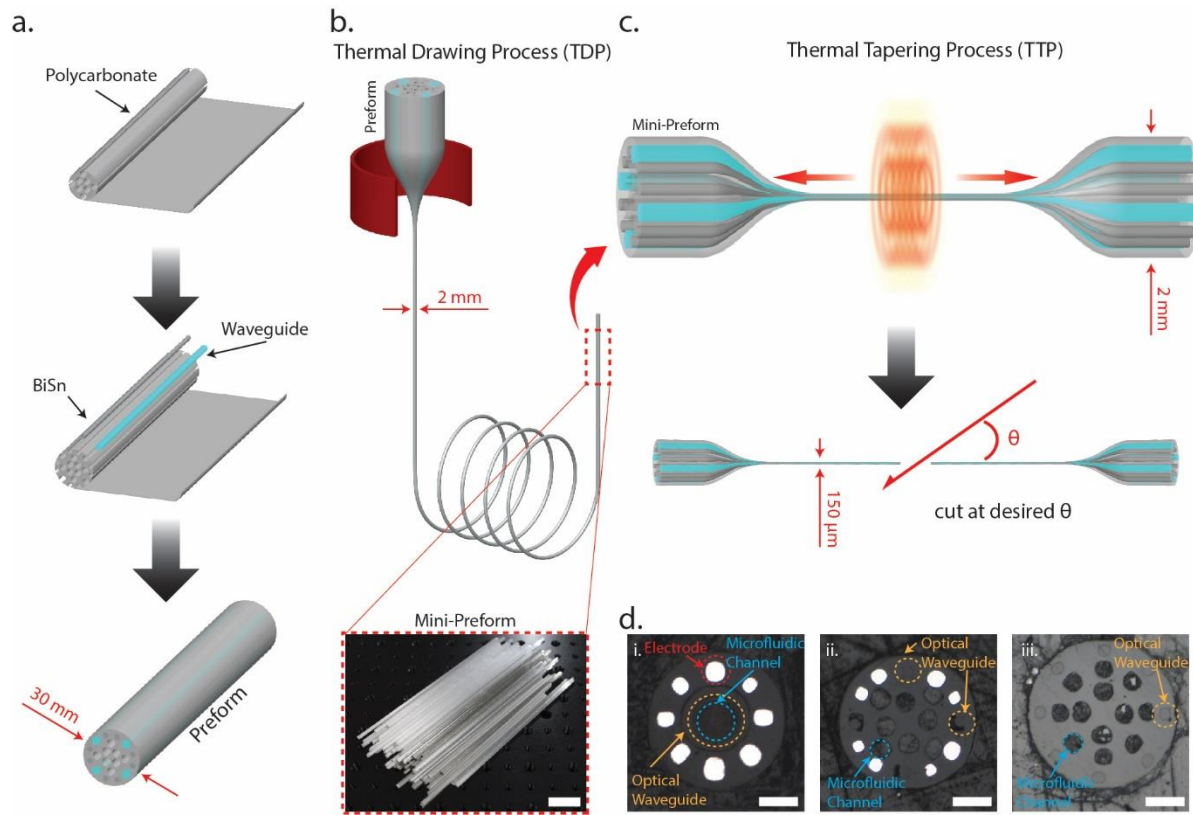 a.
Polycarbonate
Waveguide
BiSn
30 mm
Preform
b.
Thermal Drawing Process (TDP)
Preform
2 mm
Mini-Preform
c.
Thermal Tapering Process (TTP)
Mini-Preform
2 mm
θ
150 μm
cut at desired θ
d.
i.
Electrode
Microfluidic
Channel
Optical
Waveguide
ii.
Optical
Waveguide
Microfluidic
Channel
iii.
Optical
Waveguide
Microfluidic
Channel